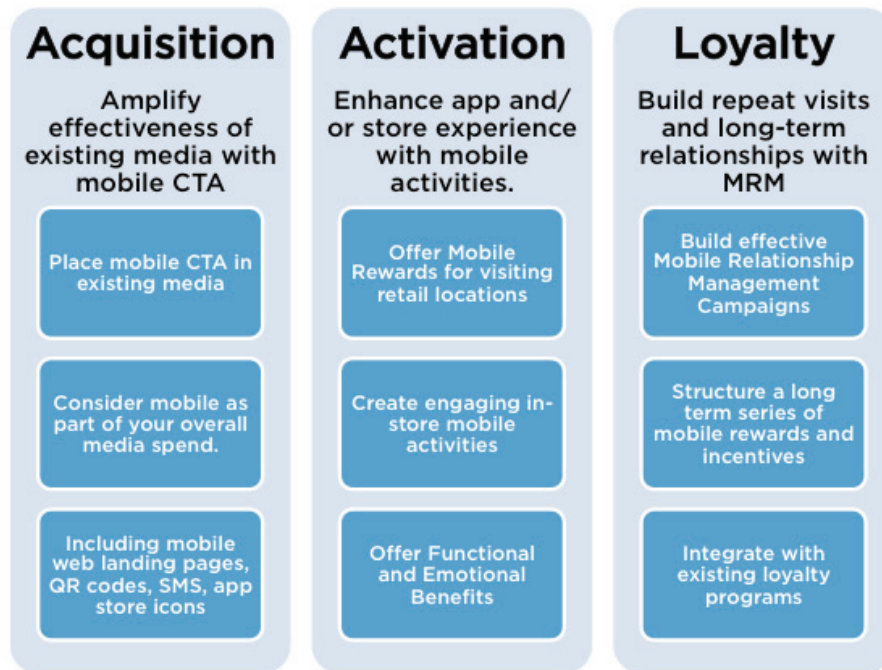 Acquisition
Amplify
effectiveness of
existing media with
mobile CTA
Place mobile CTA in
existing media
Consider mobile as
part of your overall
media spend.
Including mobile
web landing pages,
QR codes, SMS, app
store icons
Activation
Enhance app and/
or store experience
with mobile
activities.
Offer Mobile
Rewards for visiting
retail locations
Create engaging in-
store mobile
activities
Offer Functional
and Emotional
Benefits
Loyalty
Build repeat visits
and long-term
relationships with
MRM
Build effective
Mobile Relationship
Management
Campaigns
Structure a long
term series of
mobile rewards and
incentives
Integrate with
existing loyalty
programs